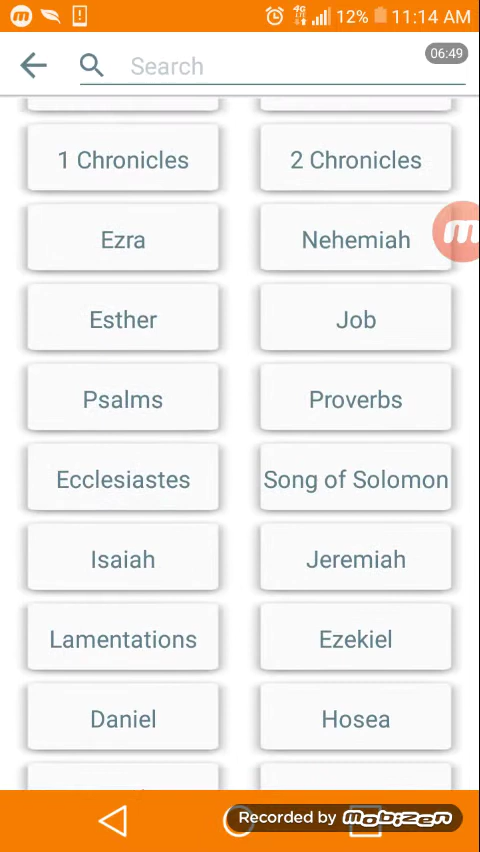 4G
12% 11:14 AM
Search
06:49
1 Chronicles 2 Chronicles
Ezra Nehemiah
Esther Job
Psalms Proverbs
Ecclesiastes Song of Solomon
Isaiah Jeremiah
Lamentations Ezekiel
Daniel Hosea
Recorded by mobizen